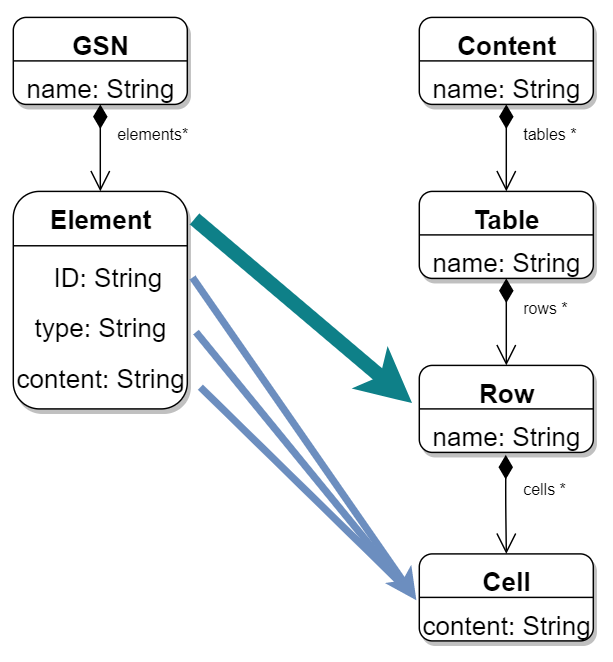 GSN
name: String
elements*
Element
ID: String
type: String
content: String
Content
name: String
tables *
Table
name: String
rows *
Row
name: String
cells *
Cell
content: String